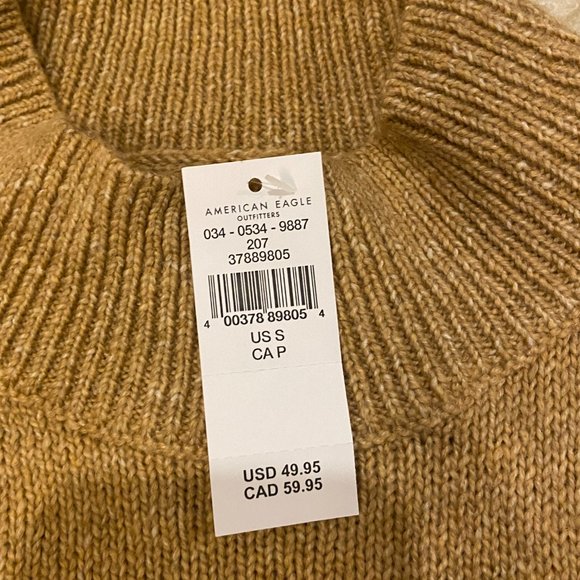 AMERICAN EAGLE
OUTFITTERS
034 - 0534 - 9887
207
37889805
4 00378 89805 4
US S
CA P
USD 49.95
CAD 59.95